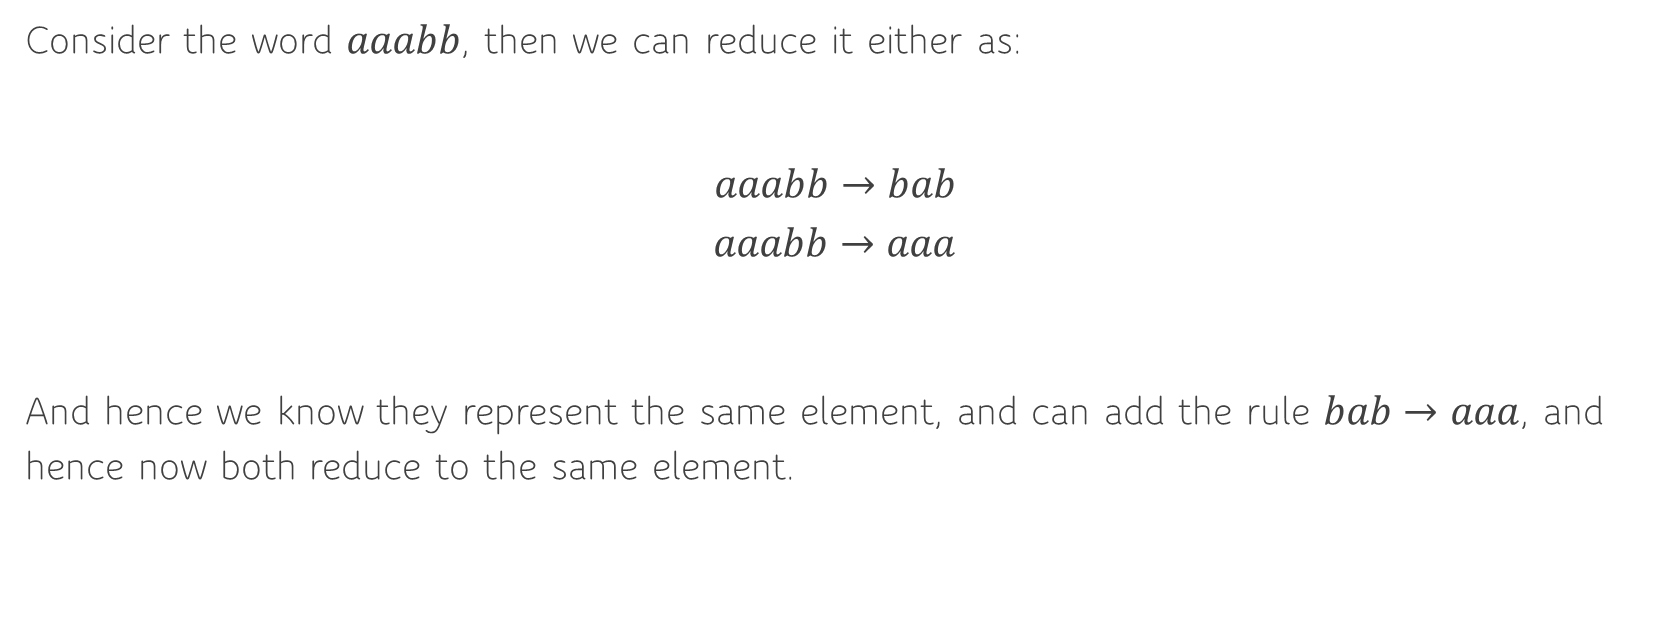 Consider the word aaabb, then we can reduce it either as:
aaabb → bab
aaabb → aaa
And hence we know they represent the same element, and can add the rule bab → aaa, and
hence now both reduce to the same element.